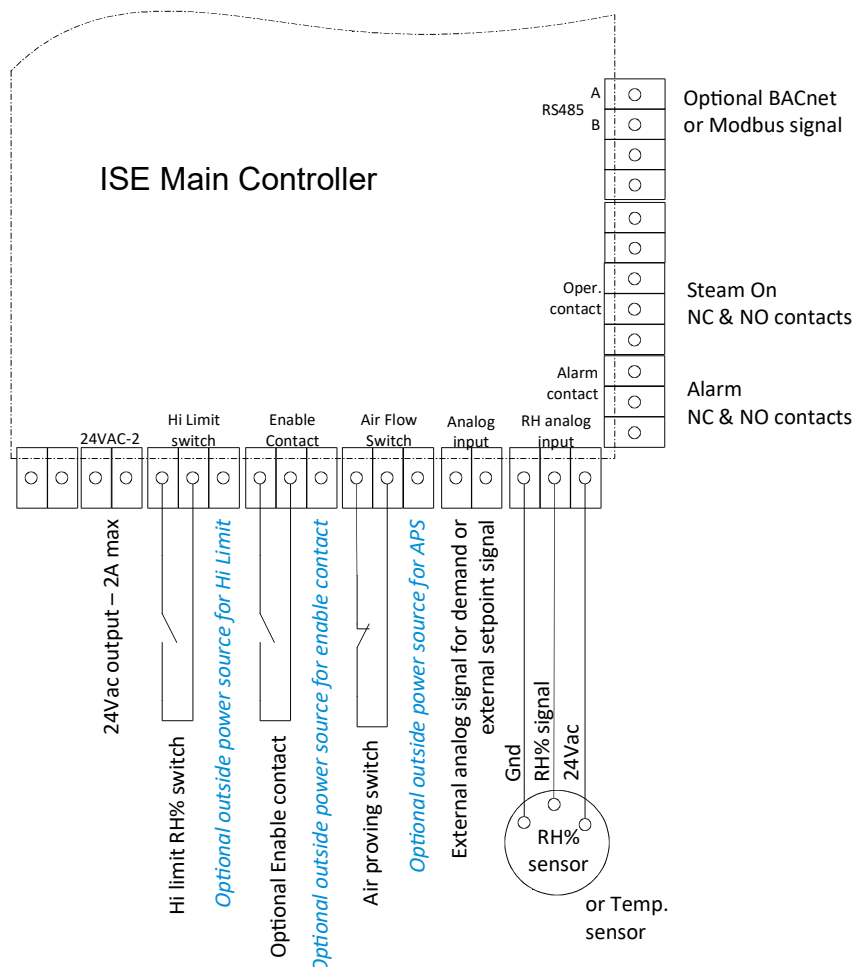 A
RS485
B
Optional BACnet
or Modbus signal
ISE Main Controller
Oper.
contact
Steam On
NC & NO contacts
Alarm
contact
Alarm
NC & NO contacts
24VAC-2
Hi Limit
switch
Enable
Contact
Air Flow
Switch
Analog
input
RH analog
input
24Vac output – 2A max
Hi limit RH% switch
Optional outside power source for Hi Limit
Optional Enable contact
Optional outside power source for enable contact
Air proving switch
Optional outside power source for APS
External analog signal for demand or
external setpoint signal
Gnd
RH% signal
24Vac
RH%
sensor
or Temp.
sensor